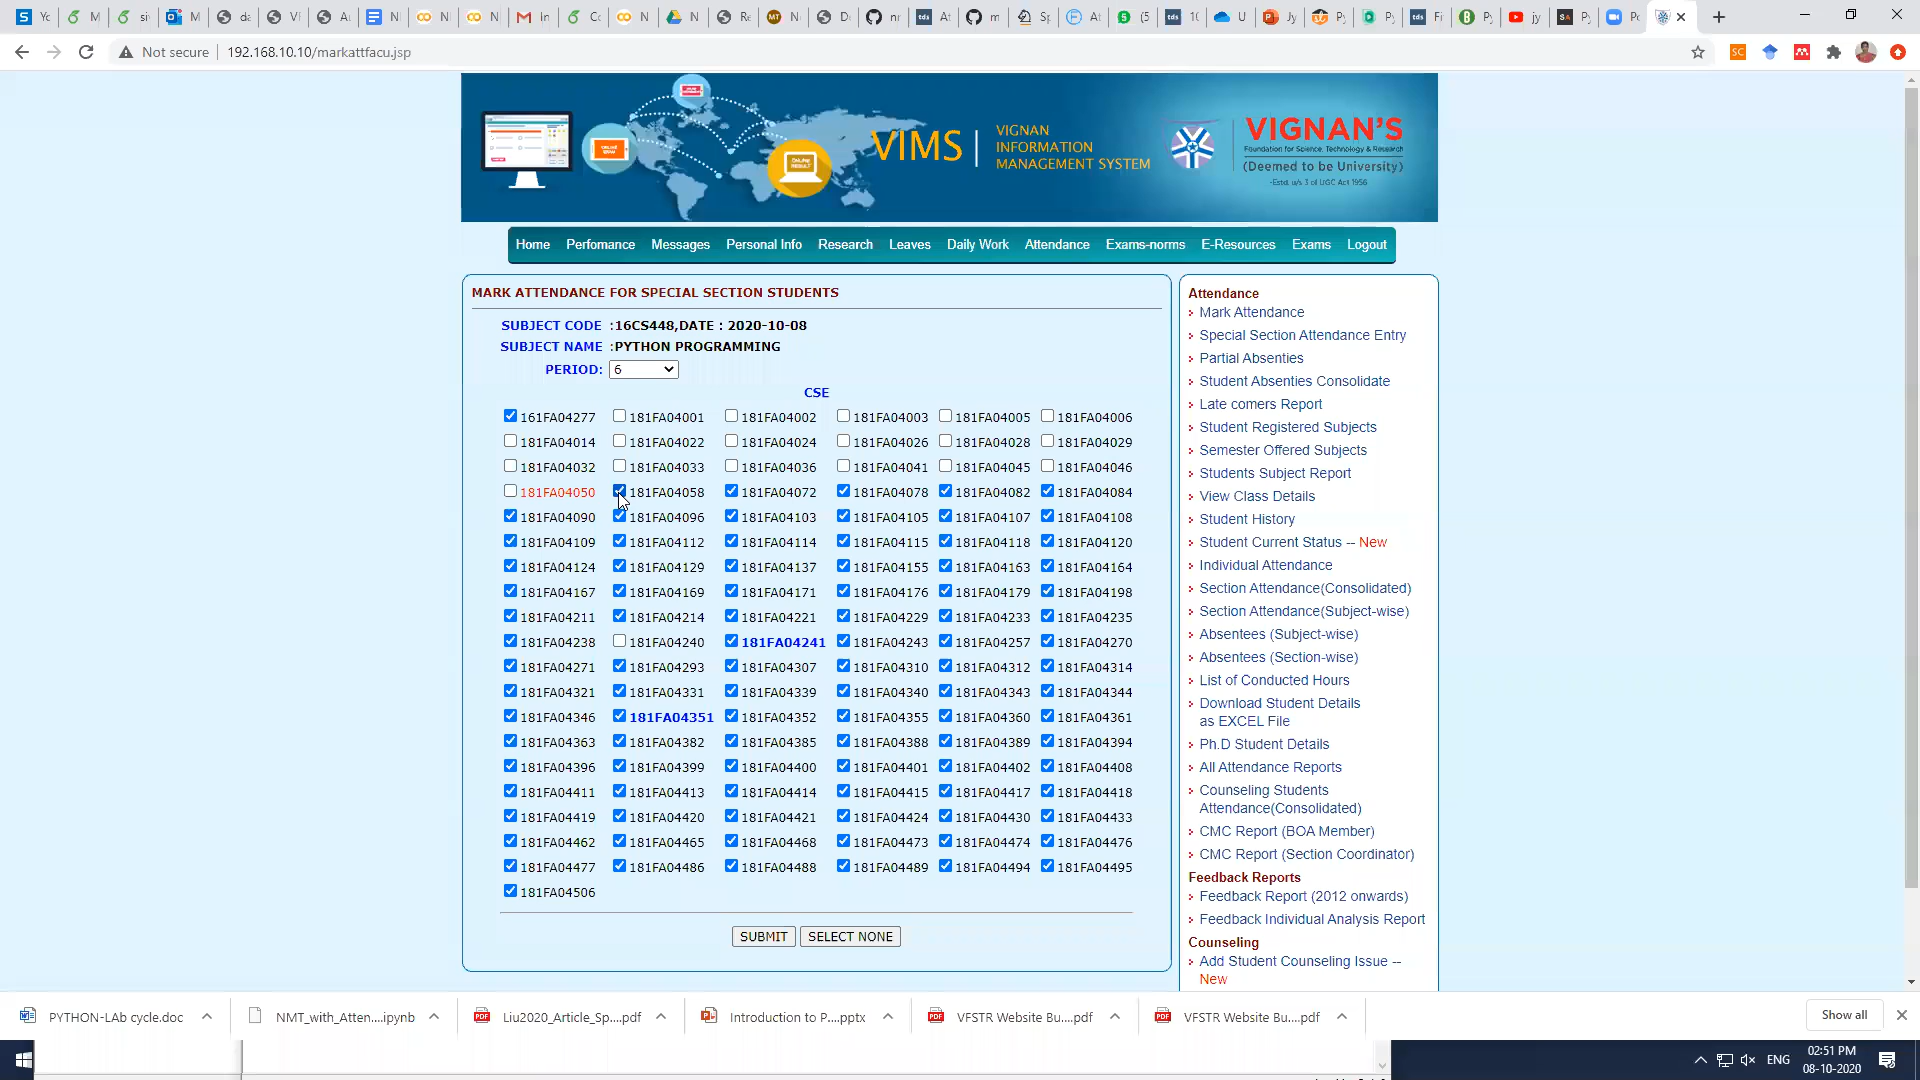 Not secure 192.168.10.10/markattfacu.jsp
VIMS VIGNAN INFORMATION MANAGEMENT SYSTEM
VIGNAN'S
Foundation for Science, Technology & Research
(Deemed to be University)
-Estd. u/s 3 of UGC Act 1956
Home Perfomance Messages Personal Info Research Leaves Daily Work Attendance Exams-norms E-Resources Exams Logout
MARK ATTENDANCE FOR SPECIAL SECTION STUDENTS
SUBJECT CODE :16CS448,DATE : 2020-10-08
SUBJECT NAME :PYTHON PROGRAMMING
PERIOD: 6
CSE
161FA04277 181FA04001 181FA04002 181FA04003 181FA04005 181FA04006
181FA04014 181FA04022 181FA04024 181FA04026 181FA04028 181FA04029
181FA04032 181FA04033 181FA04036 181FA04041 181FA04045 181FA04046
181FA04050 181FA04058 181FA04072 181FA04078 181FA04082 181FA04084
181FA04090 181FA04096 181FA04103 181FA04105 181FA04107 181FA04108
181FA04109 181FA04112 181FA04114 181FA04115 181FA04118 181FA04120
181FA04124 181FA04129 181FA04137 181FA04155 181FA04163 181FA04164
181FA04167 181FA04169 181FA04171 181FA04176 181FA04179 181FA04198
181FA04211 181FA04214 181FA04221 181FA04229 181FA04233 181FA04235
181FA04238 181FA04240 181FA04241 181FA04243 181FA04257 181FA04270
181FA04271 181FA04293 181FA04307 181FA04310 181FA04312 181FA04314
181FA04321 181FA04331 181FA04339 181FA04340 181FA04343 181FA04344
181FA04346 181FA04351 181FA04352 181FA04355 181FA04360 181FA04361
181FA04363 181FA04382 181FA04385 181FA04388 181FA04389 181FA04394
181FA04396 181FA04399 181FA04400 181FA04401 181FA04402 181FA04408
181FA04411 181FA04413 181FA04414 181FA04415 181FA04417 181FA04418
181FA04419 181FA04420 181FA04421 181FA04424 181FA04430 181FA04433
181FA04462 181FA04465 181FA04468 181FA04473 181FA04474 181FA04476
181FA04477 181FA04486 181FA04488 181FA04489 181FA04494 181FA04495
181FA04506
SUBMIT SELECT NONE
Attendance
Mark Attendance
Special Section Attendance Entry
Partial Absenties
Student Absenties Consolidate
Late comers Report
Student Registered Subjects
Semester Offered Subjects
Students Subject Report
View Class Details
Student History
Student Current Status -- New
Individual Attendance
Section Attendance(Consolidated)
Section Attendance(Subject-wise)
Absentees (Subject-wise)
Absentees (Section-wise)
List of Conducted Hours
Download Student Details
as EXCEL File
Ph.D Student Details
All Attendance Reports
Counseling Students
Attendance(Consolidated)
CMC Report (BOA Member)
CMC Report (Section Coordinator)
Feedback Reports
Feedback Report (2012 onwards)
Feedback Individual Analysis Report
Counseling
Add Student Counseling Issue --
New
PYTHON-LAb cycle.doc NMT_with_Atten....ipynb Liu2020_Article_Sp....pdf Introduction to P....pptx VFSTR Website Bu....pdf VFSTR Website Bu....pdf Show all
ENG 02:51 PM
08-10-2020